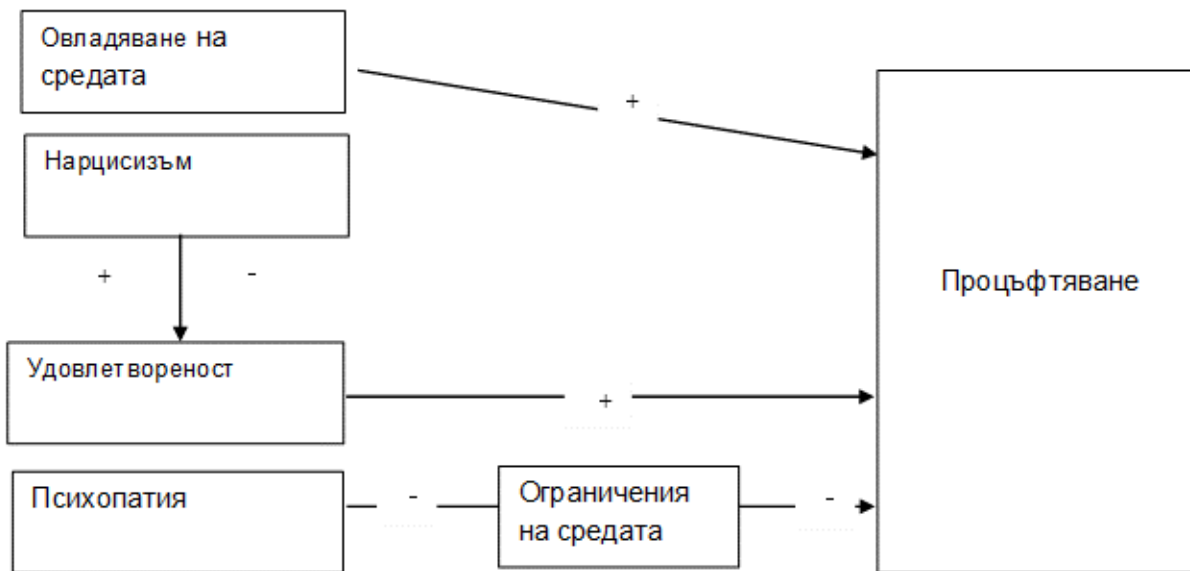 Овладяване на
средата
+
Нарцисизъм
+ -
Процъфтяване
Удовлетвореност
+
Психопатия
-
Ограничения
на средата
-